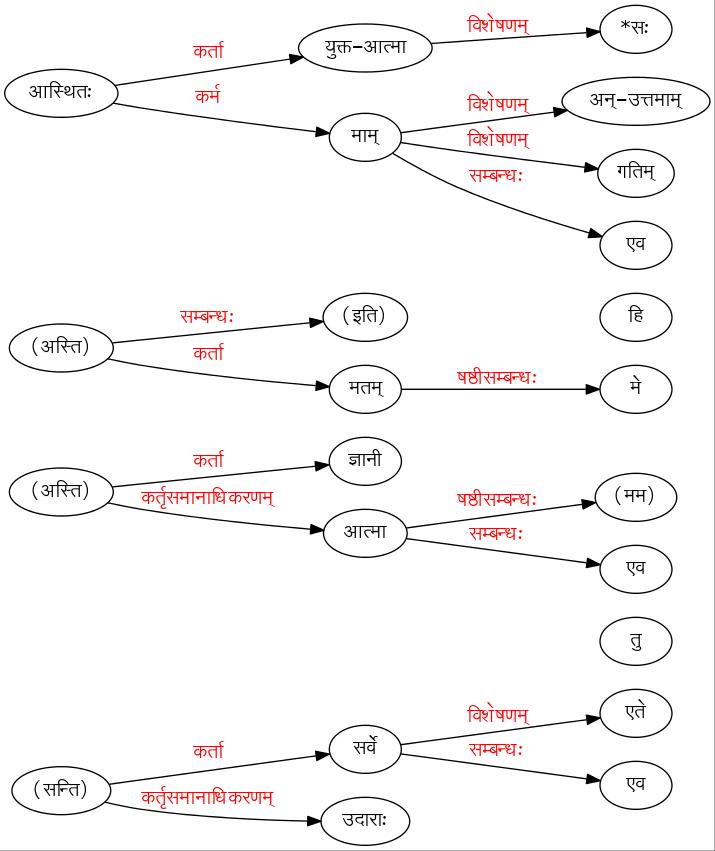 विशेषणम्
*सः
कर्ता
युक्त-आत्मा
आस्थितः
कर्म
विशेषणम्
अन्-उत्तमाम्
माम्
विशेषणम्
गतिम्
सम्बन्धः
एव
सम्बन्धः
(इति)
हि
(अस्ति)
कर्ता
मतम्
षष्ठीसम्बन्धः
मे
कर्ता
ज्ञानी
(अस्ति)
कर्तृसमानाधिकरणम्
षष्ठीसम्बन्धः
(मम)
आत्मा
सम्बन्धः
एव
तु
विशेषणम्
एते
कर्ता
सर्वे
सम्बन्धः
एव
(सन्ति)
कर्तृसमानाधिकरणम्
उदाराः